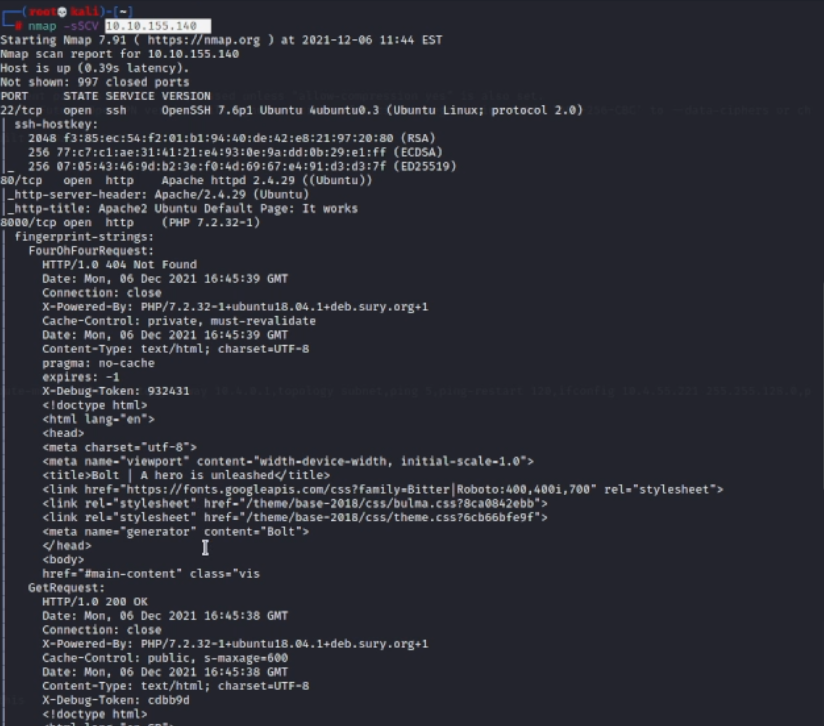 (root💀kali)-[~]
# nmap -sSCV 10.10.155.140
Starting Nmap 7.91 ( https://nmap.org ) at 2021-12-06 11:44 EST
Nmap scan report for 10.10.155.140
Host is up (0.39s latency).
Not shown: 997 closed ports
PORT     STATE SERVICE VERSION
22/tcp   open  ssh     OpenSSH 7.6p1 Ubuntu 4ubuntu0.3 (Ubuntu Linux; protocol 2.0)
| ssh-hostkey:
|   2048 f3:85:ec:54:f2:01:b1:94:40:de:42:e8:21:97:20:80 (RSA)
|   256 77:c7:c1:ae:31:41:21:e4:93:0e:9a:dd:0b:29:e1:ff (ECDSA)
|_  256 07:05:43:46:9d:b2:3e:f0:4d:69:67:e4:91:d3:d3:7f (ED25519)
80/tcp   open  http    Apache httpd 2.4.29 ((Ubuntu))
|_http-server-header: Apache/2.4.29 (Ubuntu)
|_http-title: Apache2 Ubuntu Default Page: It works
8000/tcp open  http    (PHP 7.2.32-1)
| fingerprint-strings:
|   FourOhFourRequest:
|     HTTP/1.0 404 Not Found
|     Date: Mon, 06 Dec 2021 16:45:39 GMT
|     Connection: close
|     X-Powered-By: PHP/7.2.32-1+ubuntu18.04.1+deb.sury.org+1
|     Cache-Control: private, must-revalidate
|     Date: Mon, 06 Dec 2021 16:45:39 GMT
|     Content-Type: text/html; charset=UTF-8
|     pragma: no-cache
|     expires: -1
|     X-Debug-Token: 932431
|     <!doctype html>
|     <html lang="en">
|     <head>
|     <meta charset="utf-8">
|     <meta name="viewport" content="width=device-width, initial-scale=1.0">
|     <title>Bolt | A hero is unleashed</title>
|     <link href="https://fonts.googleapis.com/css?family=Bitter|Roboto:400,400i,700" rel="stylesheet">
|     <link rel="stylesheet" href="/theme/base-2018/css/bulma.css?8ca0842ebb">
|     <link rel="stylesheet" href="/theme/base-2018/css/theme.css?6cb66bfe9f">
|     <meta name="generator" content="Bolt">
|     </head>
|     <body>
|     href="#main-content" class="vis
|   GetRequest:
|     HTTP/1.0 200 OK
|     Date: Mon, 06 Dec 2021 16:45:38 GMT
|     Connection: close
|     X-Powered-By: PHP/7.2.32-1+ubuntu18.04.1+deb.sury.org+1
|     Cache-Control: public, s-maxage=600
|     Date: Mon, 06 Dec 2021 16:45:38 GMT
|     Content-Type: text/html; charset=UTF-8
|     X-Debug-Token: cdbb9d
|     <!doctype html>